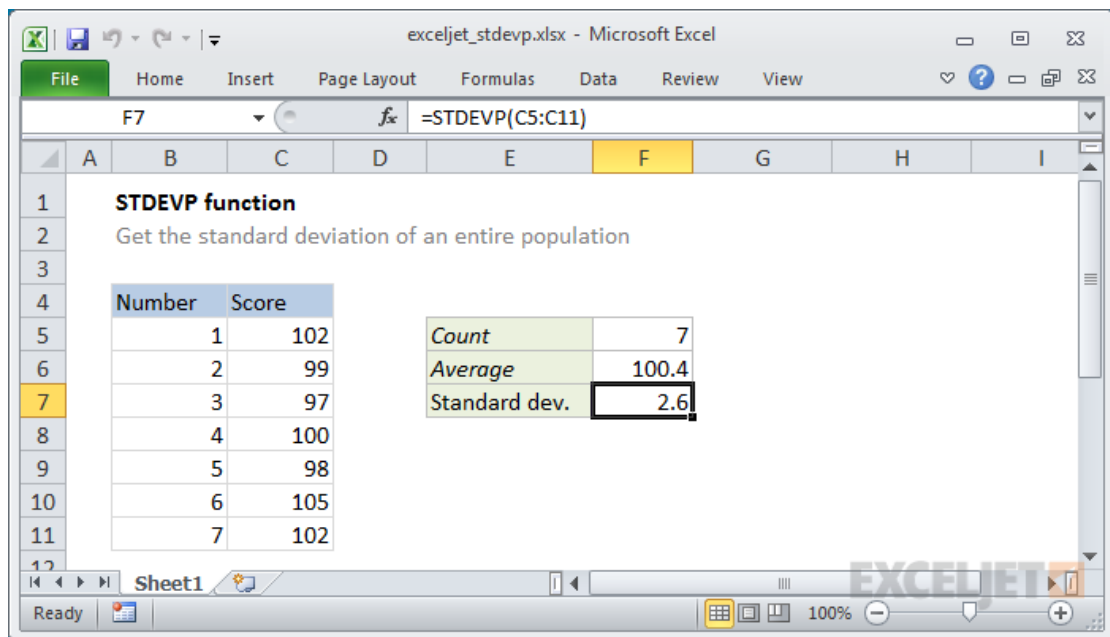 exceljet_stdevp.xlsx - Microsoft Excel
File Home Insert Page Layout Formulas Data Review View
F7 fx =STDEVP(C5:C11)
A B C D E F G H I
1 STDEVP function
2 Get the standard deviation of an entire population
3
4 Number Score
5 1 102 Count 7
6 2 99 Average 100.4
7 3 97 Standard dev. 2.6
8 4 100
9 5 98
10 6 105
11 7 102
12
Sheet1 EXCELJET
Ready 100%